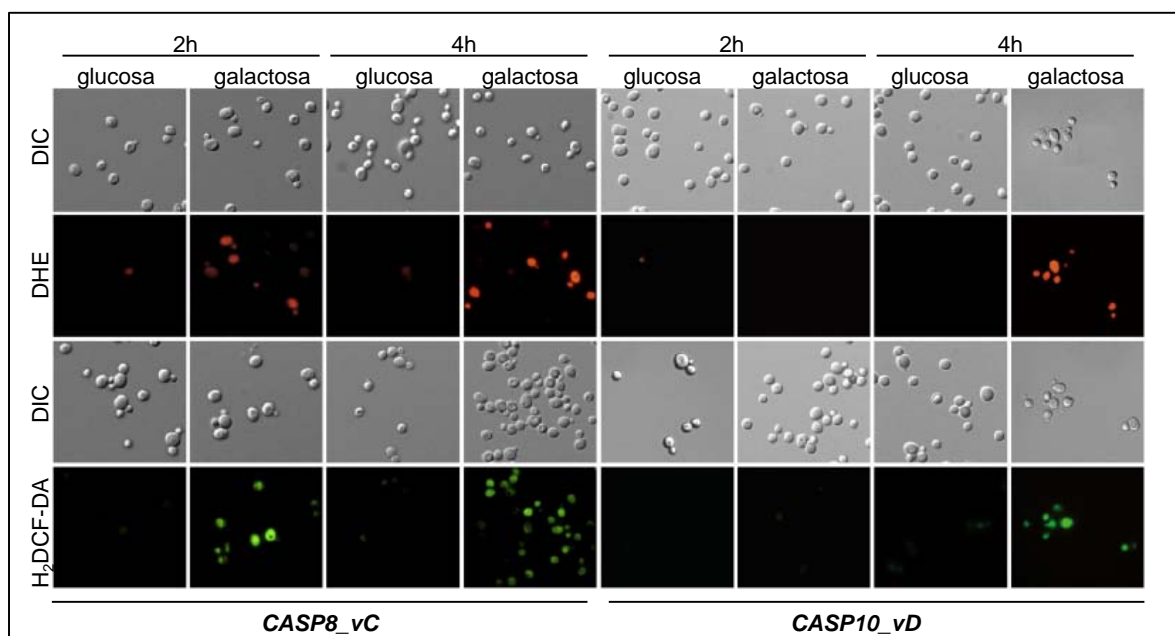 2h 4h 2h 4h
glucosa galactosa glucosa galactosa glucosa galactosa glucosa galactosa
DIC
DHE
DIC
H₂DCF-DA
CASP8_vC CASP10_vD